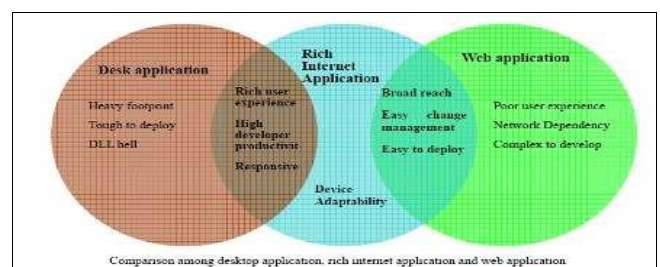 Desk application
Heavy footpont
Tough to deploy
DLL hell
Rich user
experience
High
developer
productivit
Responsive
Rich
Internet
Application
Device
Adaptability
Broad reach
Easy change
management
Easy to deploy
Web application
Poor user experience
Network Dependency
Complex to develop
Comparison among desktop application, rich internet application and web application